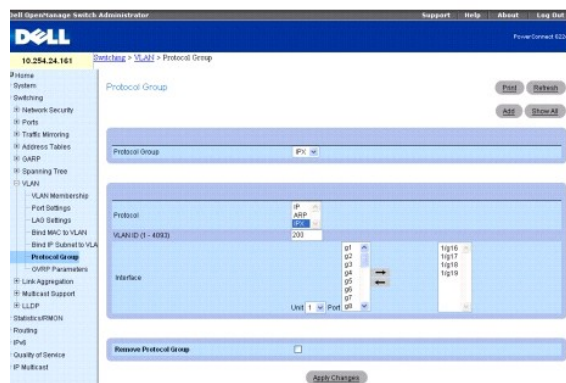 Dell OpenManage Switch Administrator
Support Help About Log Out
DELL
PowerConnect 622
10.254.24.161
Switching > VLAN > Protocol Group
Home
System
Switching
Network Security
Ports
Traffic Mirroring
Address Tables
GARP
Spanning Tree
VLAN
VLAN Membership
Port Settings
LAG Settings
Bind MAC to VLAN
Bind IP Subnet to VLA
Protocol Group
GVRP Parameters
Link Aggregation
Multicast Support
LLDP
Statistics/RMON
Routing
IPv6
Quality of Service
IP Multicast
Protocol Group
Print Refresh
Add Show All
Protocol Group IPX
Protocol
IP
ARP
IPX
VLAN ID (1 - 4093) 200
Interface
Unit 1 Port
g1
g2
g3
g4
g5
g6
g7
g8
1/g16
1/g17
1/g18
1/g19
Remove Protocol Group
Apply Changes